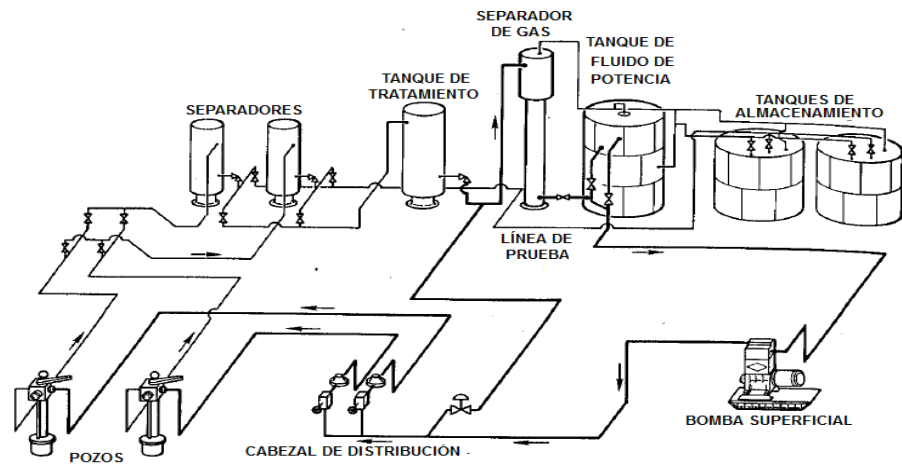 SEPARADOR
DE GAS
TANQUE DE
FLUIDO DE
POTENCIA
TANQUE DE
TRATAMIENTO
SEPARADORES
TANQUES DE
ALMACENAMIENTO
LÍNEA DE
PRUEBA
BOMBA SUPERFICIAL
CABEZAL DE DISTRIBUCIÓN
POZOS